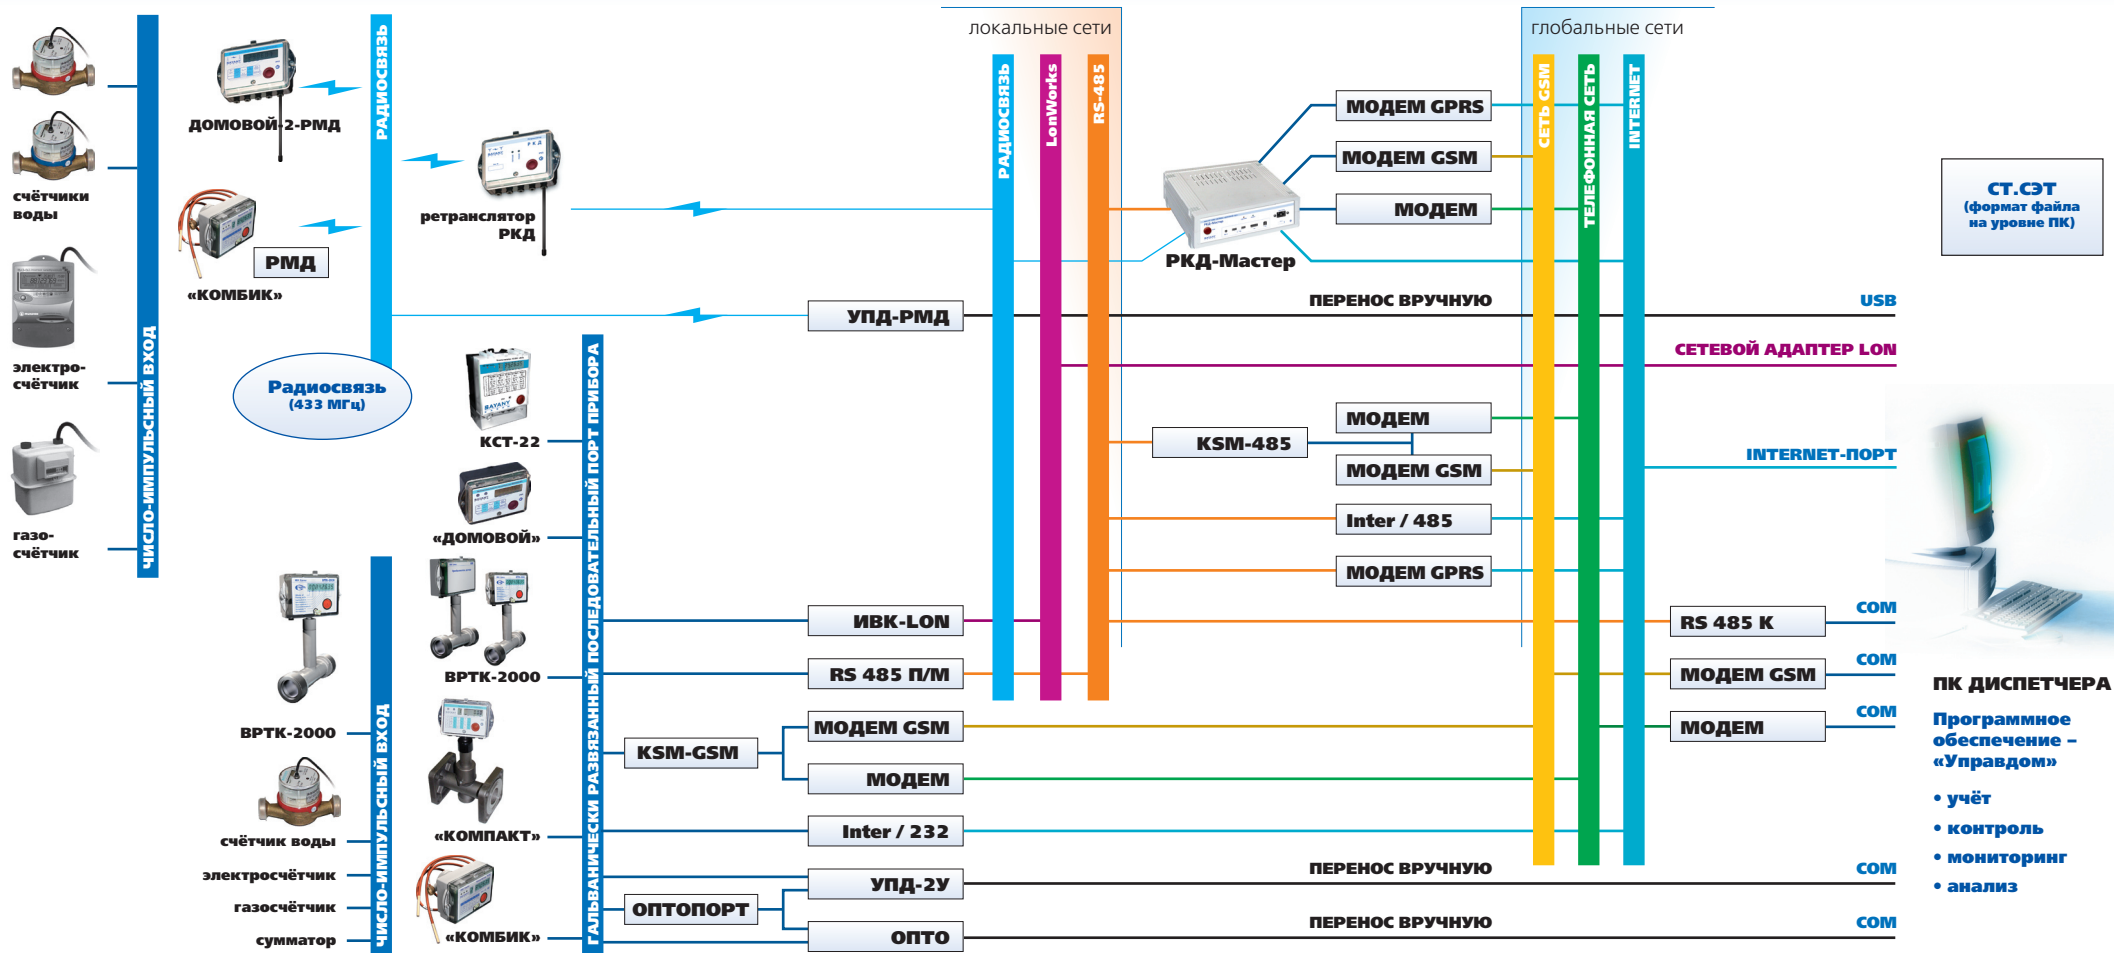 локальные сети
глобальные сети
РАДИОСВЯЗЬ
РАДИОСВЯЗЬ
LonWorks
RS-485
СЕТЬ GSM
ТЕЛЕФОННАЯ СЕТЬ
INTERNET
ДОМОВОЙ-2-РМД
счётчики
воды
РМД
«КОМБИК»
ретранслятор
РКД
МОДЕМ GPRS
МОДЕМ GSM
МОДЕМ
РКД-Мастер
СТ.СЭТ
(формат файла
на уровне ПК)
ЧИСЛО-ИМПУЛЬСНЫЙ ВХОД
электро-
счётчик
газо-
счётчик
Радиосвязь
(433 МГц)
УПД-РМД
ПЕРЕНОС ВРУЧНУЮ
USB
СЕТЕВОЙ АДАПТЕР LON
INTERNET-ПОРТ
ГАЛЬВАНИЧЕСКИ РАЗВЯЗАННЫЙ ПОСЛЕДОВАТЕЛЬНЫЙ ПОРТ ПРИБОРА
КСТ-22
«ДОМОВОЙ»
ВРТК-2000
«КОМПАКТ»
«КОМБИК»
KSM-485
МОДЕМ
МОДЕМ GSM
Inter / 485
МОДЕМ GPRS
ИВК-LON
RS 485 П/М
RS 485 К
COM
МОДЕМ GSM
COM
МОДЕМ
COM
ЧИСЛО-ИМПУЛЬСНЫЙ ВХОД
ВРТК-2000
счётчик воды
электросчётчик
газосчётчик
сумматор
KSM-GSM
МОДЕМ GSM
МОДЕМ
Inter / 232
ОПТОПОРТ
УПД-2У
ПЕРЕНОС ВРУЧНУЮ
COM
ОПТО
ПЕРЕНОС ВРУЧНУЮ
COM
ПК ДИСПЕТЧЕРА
Программное
обеспечение –
«Управдом»
• учёт
• контроль
• мониторинг
• анализ